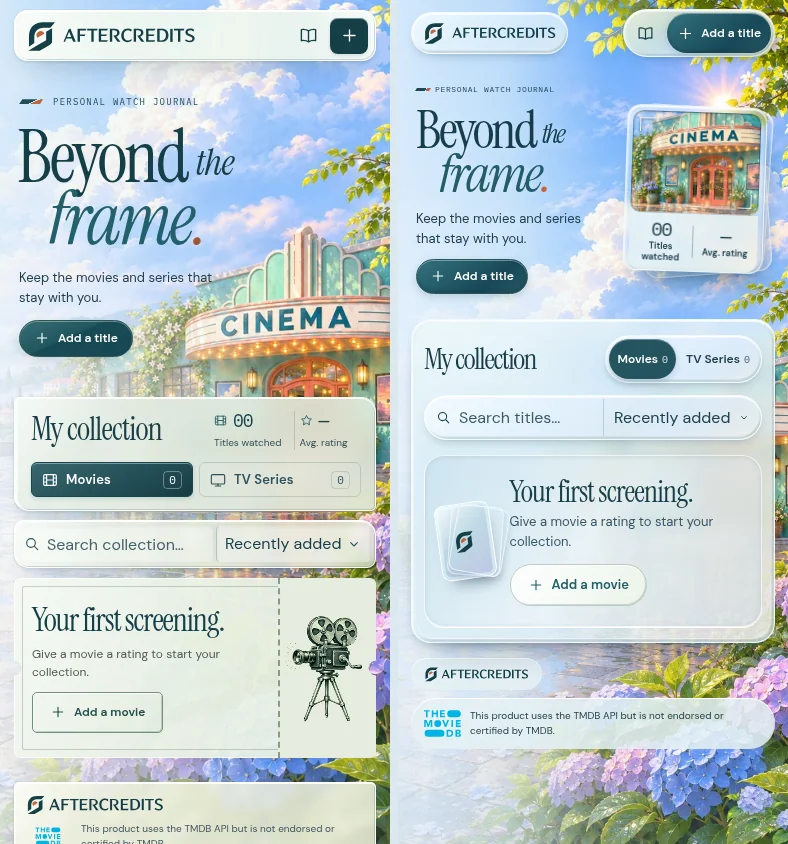 AFTERCREDITS
PERSONAL WATCH JOURNAL
Beyond the
frame.
Keep the movies and series that
stay with you.
+ Add a title
CINEMA
My collection
00
Titles watched
—
Avg. rating
Movies 0
TV Series 0
Search collection...
Recently added
Your first screening.
Give a movie a rating to start your
collection.
+ Add a movie
AFTERCREDITS
THE
MOVIE
DB
This product uses the TMDB API but is not endorsed or
certified by TMDB.
AFTERCREDITS
+ Add a title
PERSONAL WATCH JOURNAL
Beyond the
frame.
Keep the movies and series
that stay with you.
+ Add a title
CINEMA
00
Titles
watched
—
Avg. rating
My collection
Movies 0
TV Series 0
Search titles...
Recently added
Your first screening.
Give a movie a rating to start your
collection.
+ Add a movie
AFTERCREDITS
THE
MOVIE
DB
This product uses the TMDB API but is not endorsed or
certified by TMDB.